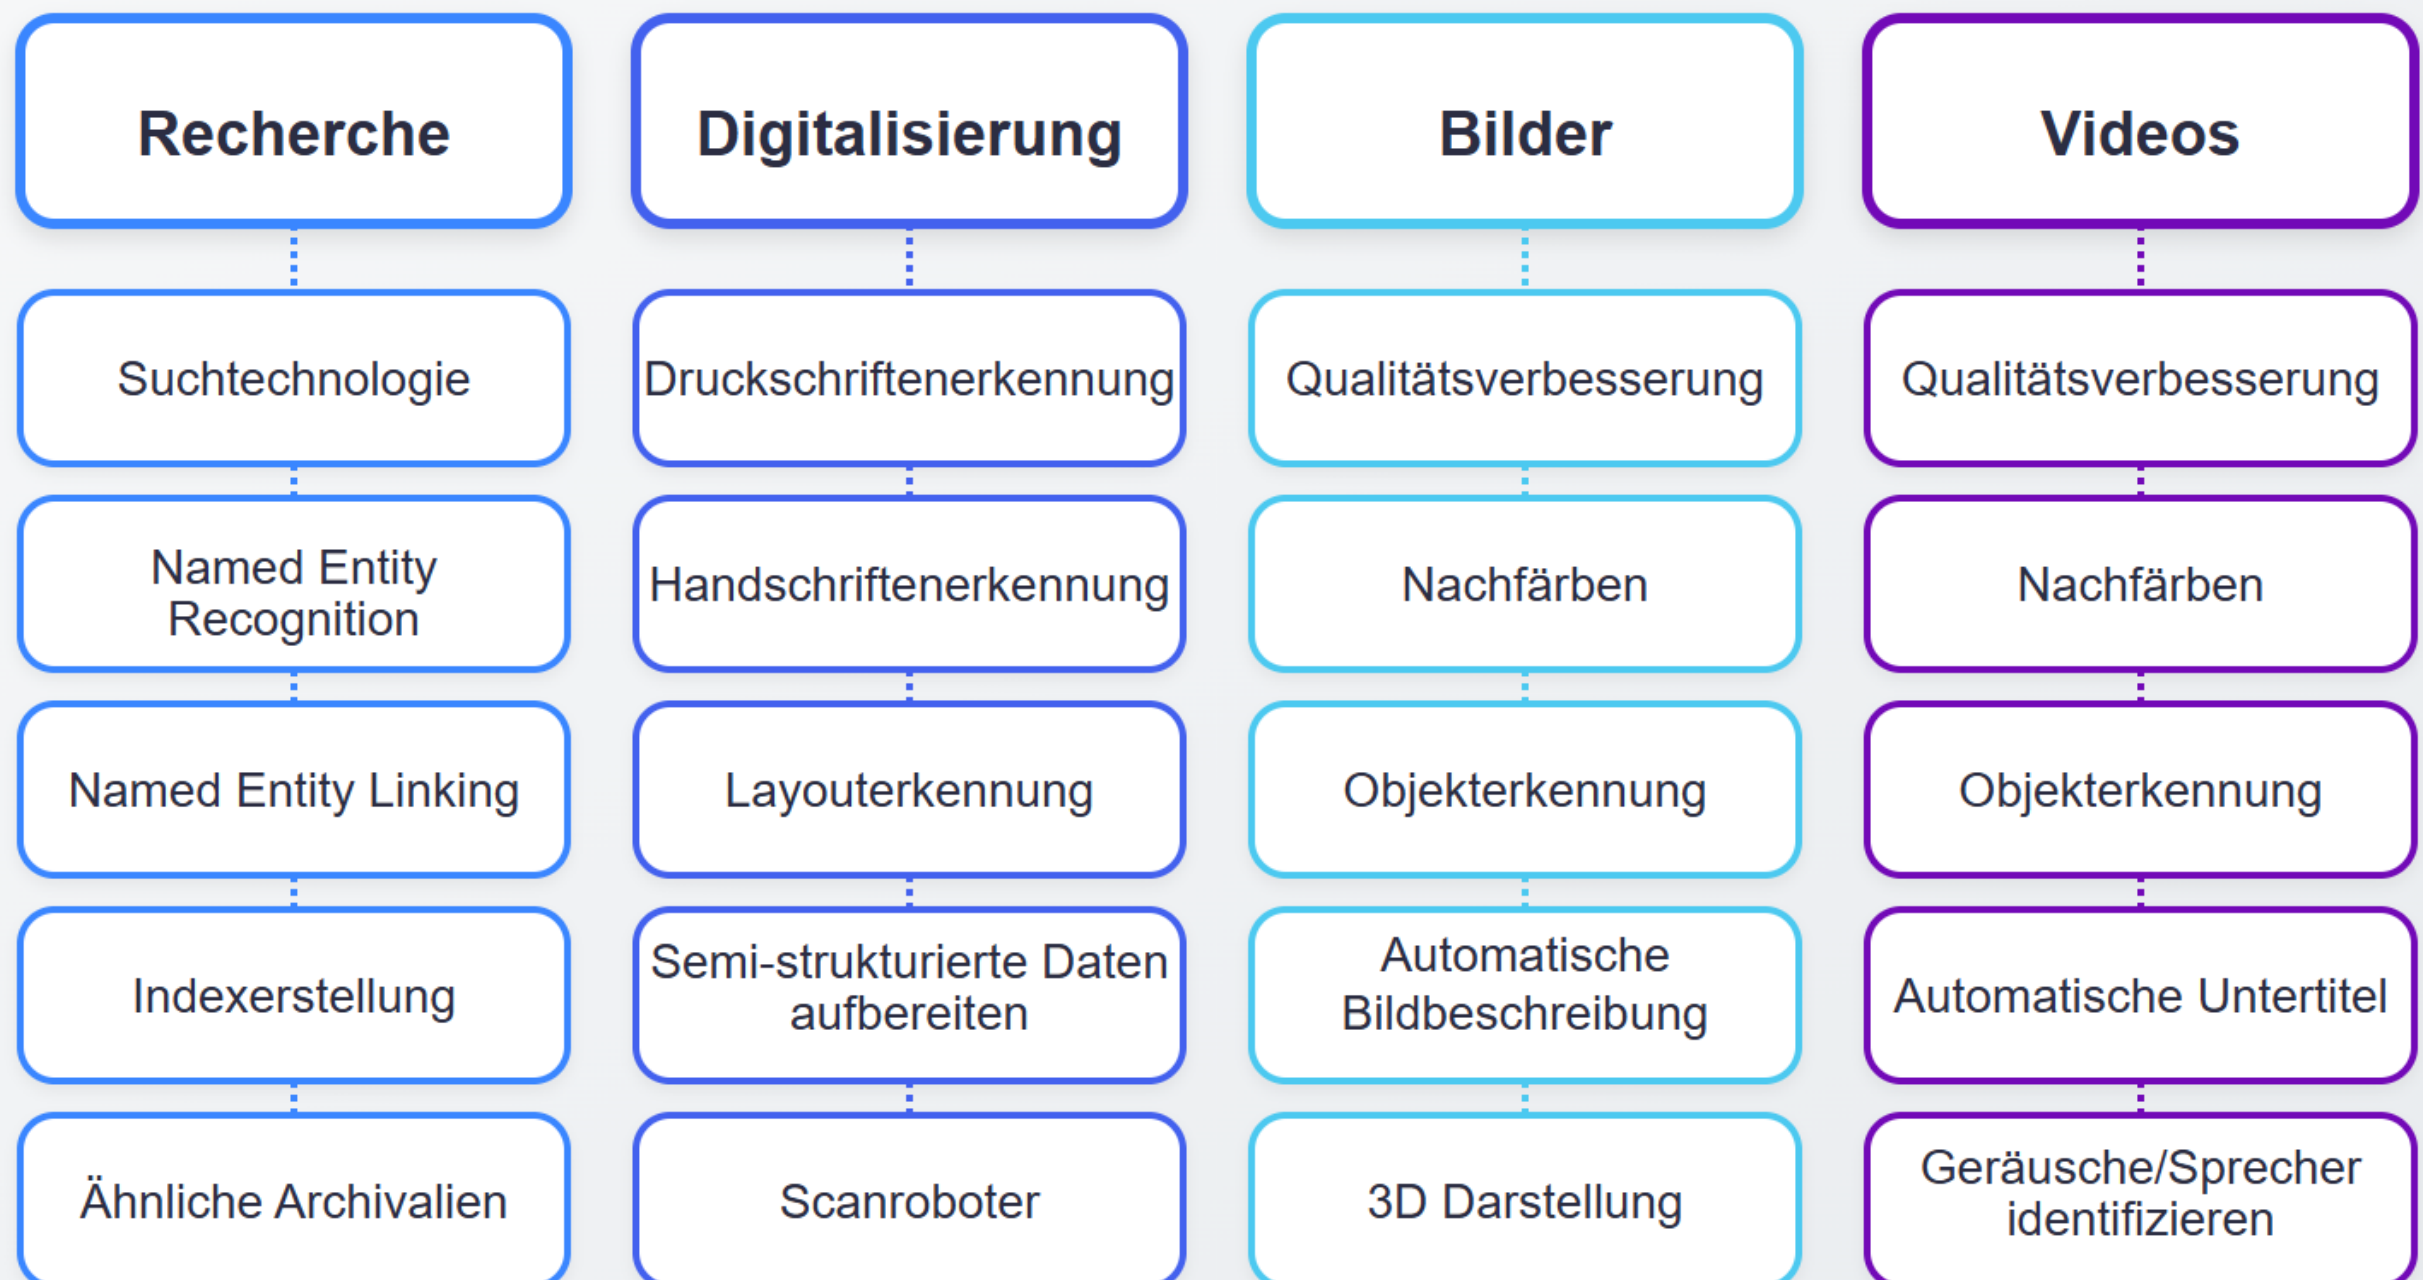 Recherche
Suchtechnologie
Named Entity
Recognition
Named Entity Linking
Indexerstellung
Ähnliche Archivalien
Digitalisierung
Druckschriftenerkennung
Handschriftenerkennung
Layouterkennung
Semi-strukturierte Daten
aufbereiten
Scanroboter
Bilder
Qualitätsverbesserung
Nachfärben
Objekterkennung
Automatische
Bildbeschreibung
3D Darstellung
Videos
Qualitätsverbesserung
Nachfärben
Objekterkennung
Automatische Untertitel
Geräusche/Sprecher
identifizieren